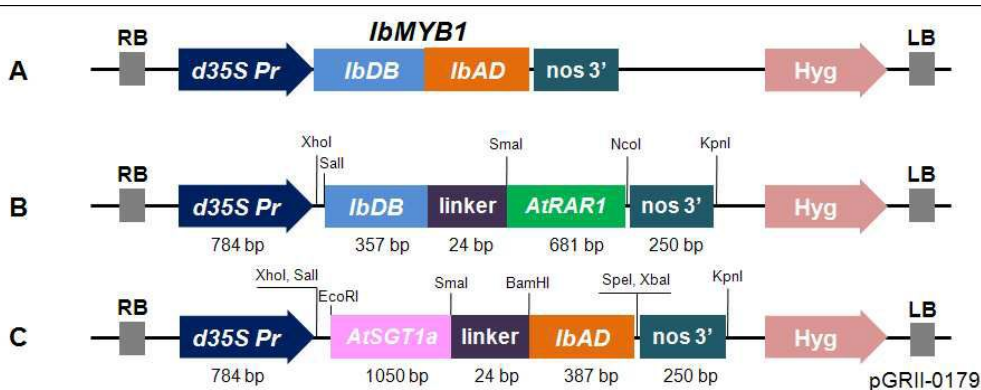 IbMYB1
RB LB
A d35S Pr IbDB IbAD nos 3’ Hyg
XhoI SmaI NcoI KpnI
RB SalI LB
B d35S Pr IbDB linker AtRAR1 nos 3’ Hyg
784 bp 357 bp 24 bp 681 bp 250 bp
XhoI, SalI SmaI BamHI SpeI, XbaI KpnI
RB EcoRI LB
C d35S Pr AtSGT1a linker IbAD nos 3’ Hyg
784 bp 1050 bp 24 bp 387 bp 250 bp pGRII-0179